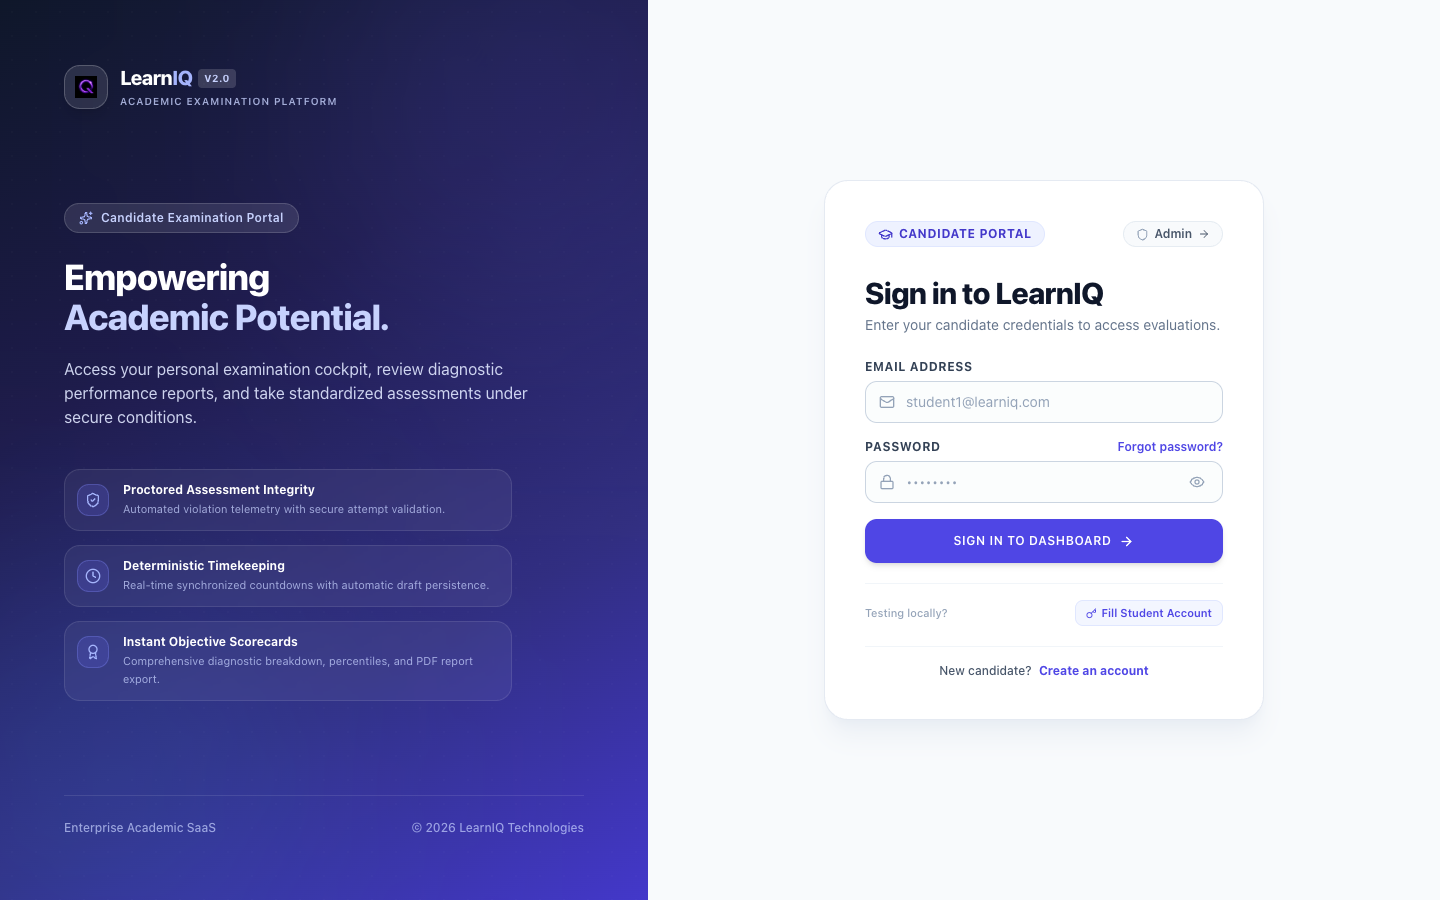 LearnIQ V2.0
ACADEMIC EXAMINATION PLATFORM
Candidate Examination Portal
Empowering
Academic Potential.
Access your personal examination cockpit, review diagnostic
performance reports, and take standardized assessments under
secure conditions.
Proctored Assessment Integrity
Automated violation telemetry with secure attempt validation.
Deterministic Timekeeping
Real-time synchronized countdowns with automatic draft persistence.
Instant Objective Scorecards
Comprehensive diagnostic breakdown, percentiles, and PDF report
export.
Enterprise Academic SaaS
© 2026 LearnIQ Technologies
CANDIDATE PORTAL
Admin
Sign in to LearnIQ
Enter your candidate credentials to access evaluations.
EMAIL ADDRESS
student1@learniq.com
PASSWORD
Forgot password?
••••••••
SIGN IN TO DASHBOARD
Testing locally?
Fill Student Account
New candidate? Create an account